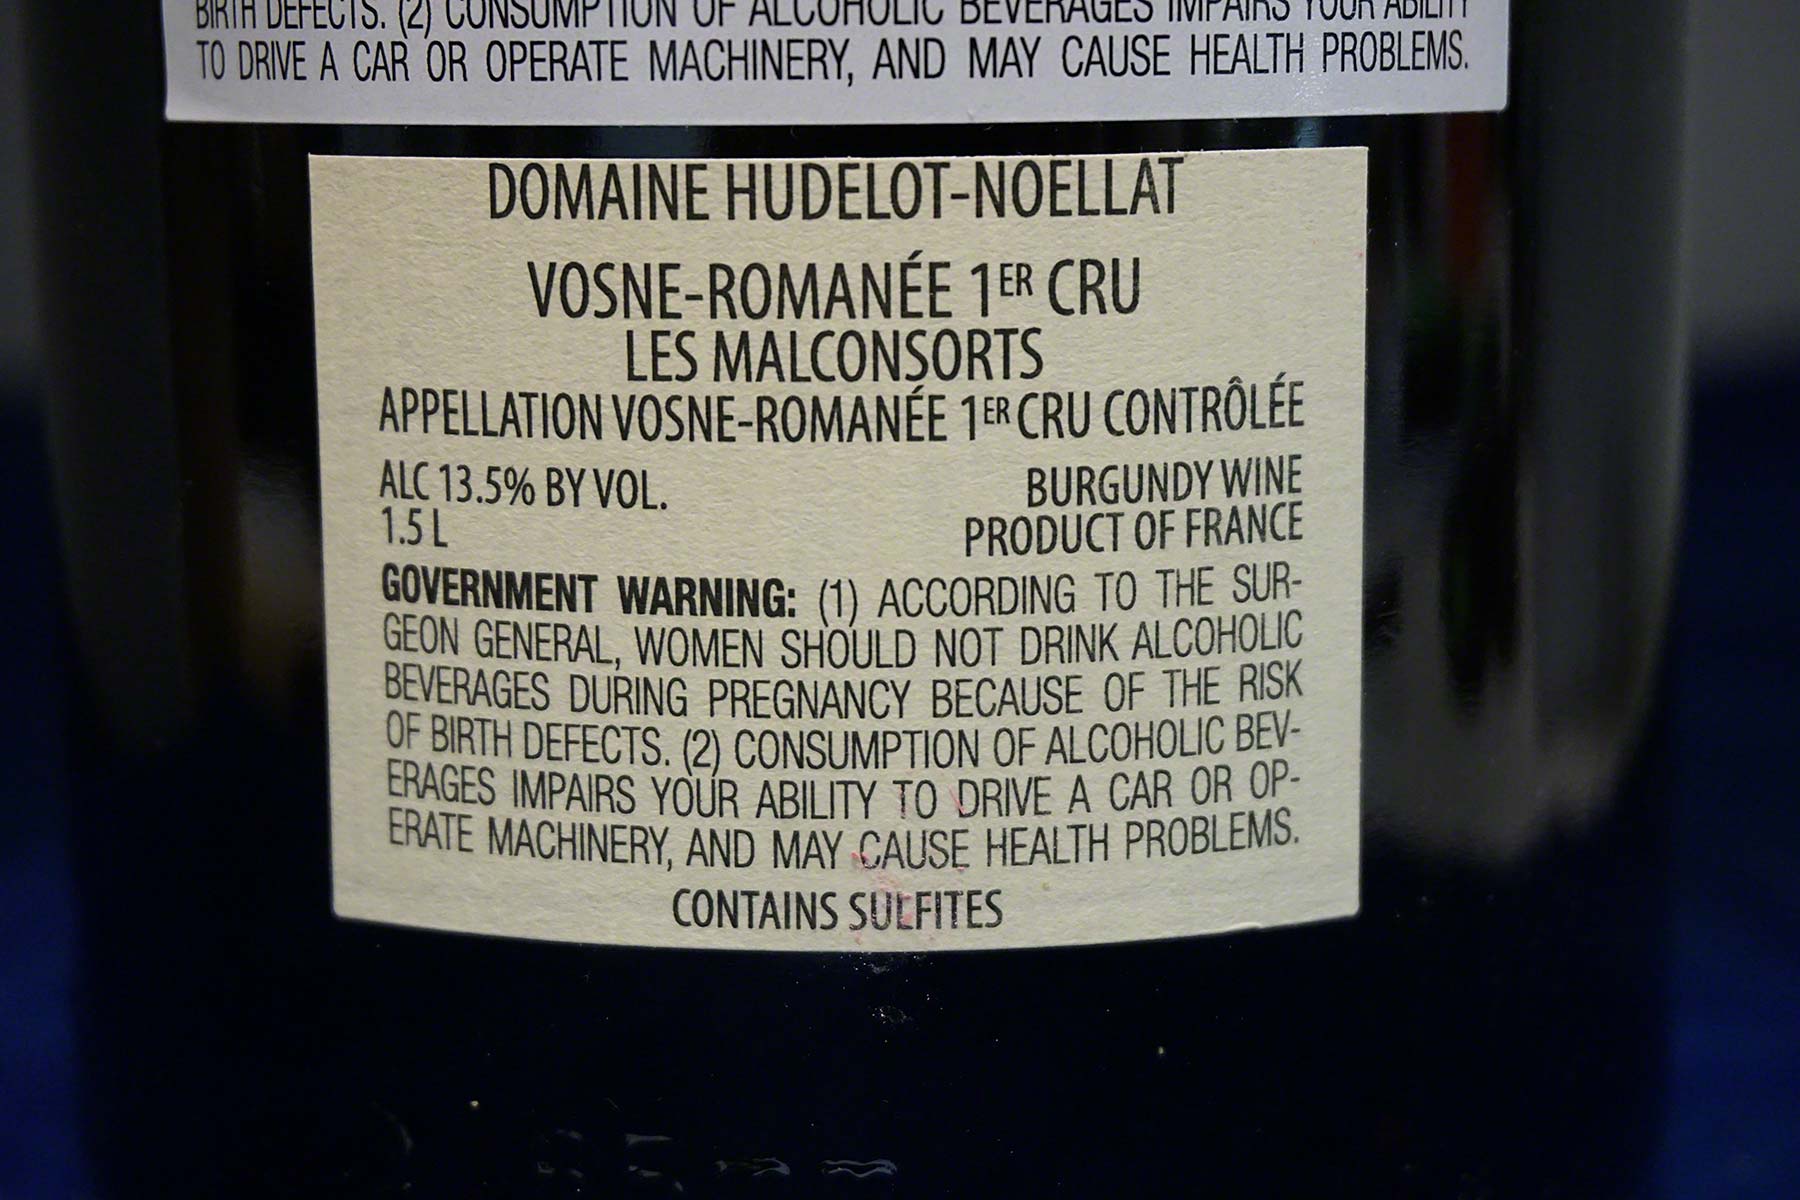 BIRTH DEFECTS. (2) CONSUMPTION OF ALCOHOLIC BEVERAGES IMPAIRS YOUR ABILITY
TO DRIVE A CAR OR OPERATE MACHINERY, AND MAY CAUSE HEALTH PROBLEMS.
DOMAINE HUDELOT-NOELLAT
VOSNE-ROMANÉE 1ER CRU
LES MALCONSORTS
APPELLATION VOSNE-ROMANÉE 1ER CRU CONTRÔLÉE
ALC 13.5% BY VOL. BURGUNDY WINE
1.5 L PRODUCT OF FRANCE
GOVERNMENT WARNING: (1) ACCORDING TO THE SUR-
GEON GENERAL, WOMEN SHOULD NOT DRINK ALCOHOLIC
BEVERAGES DURING PREGNANCY BECAUSE OF THE RISK
OF BIRTH DEFECTS. (2) CONSUMPTION OF ALCOHOLIC BEV-
ERAGES IMPAIRS YOUR ABILITY TO DRIVE A CAR OR OP-
ERATE MACHINERY, AND MAY CAUSE HEALTH PROBLEMS.
CONTAINS SULFITES